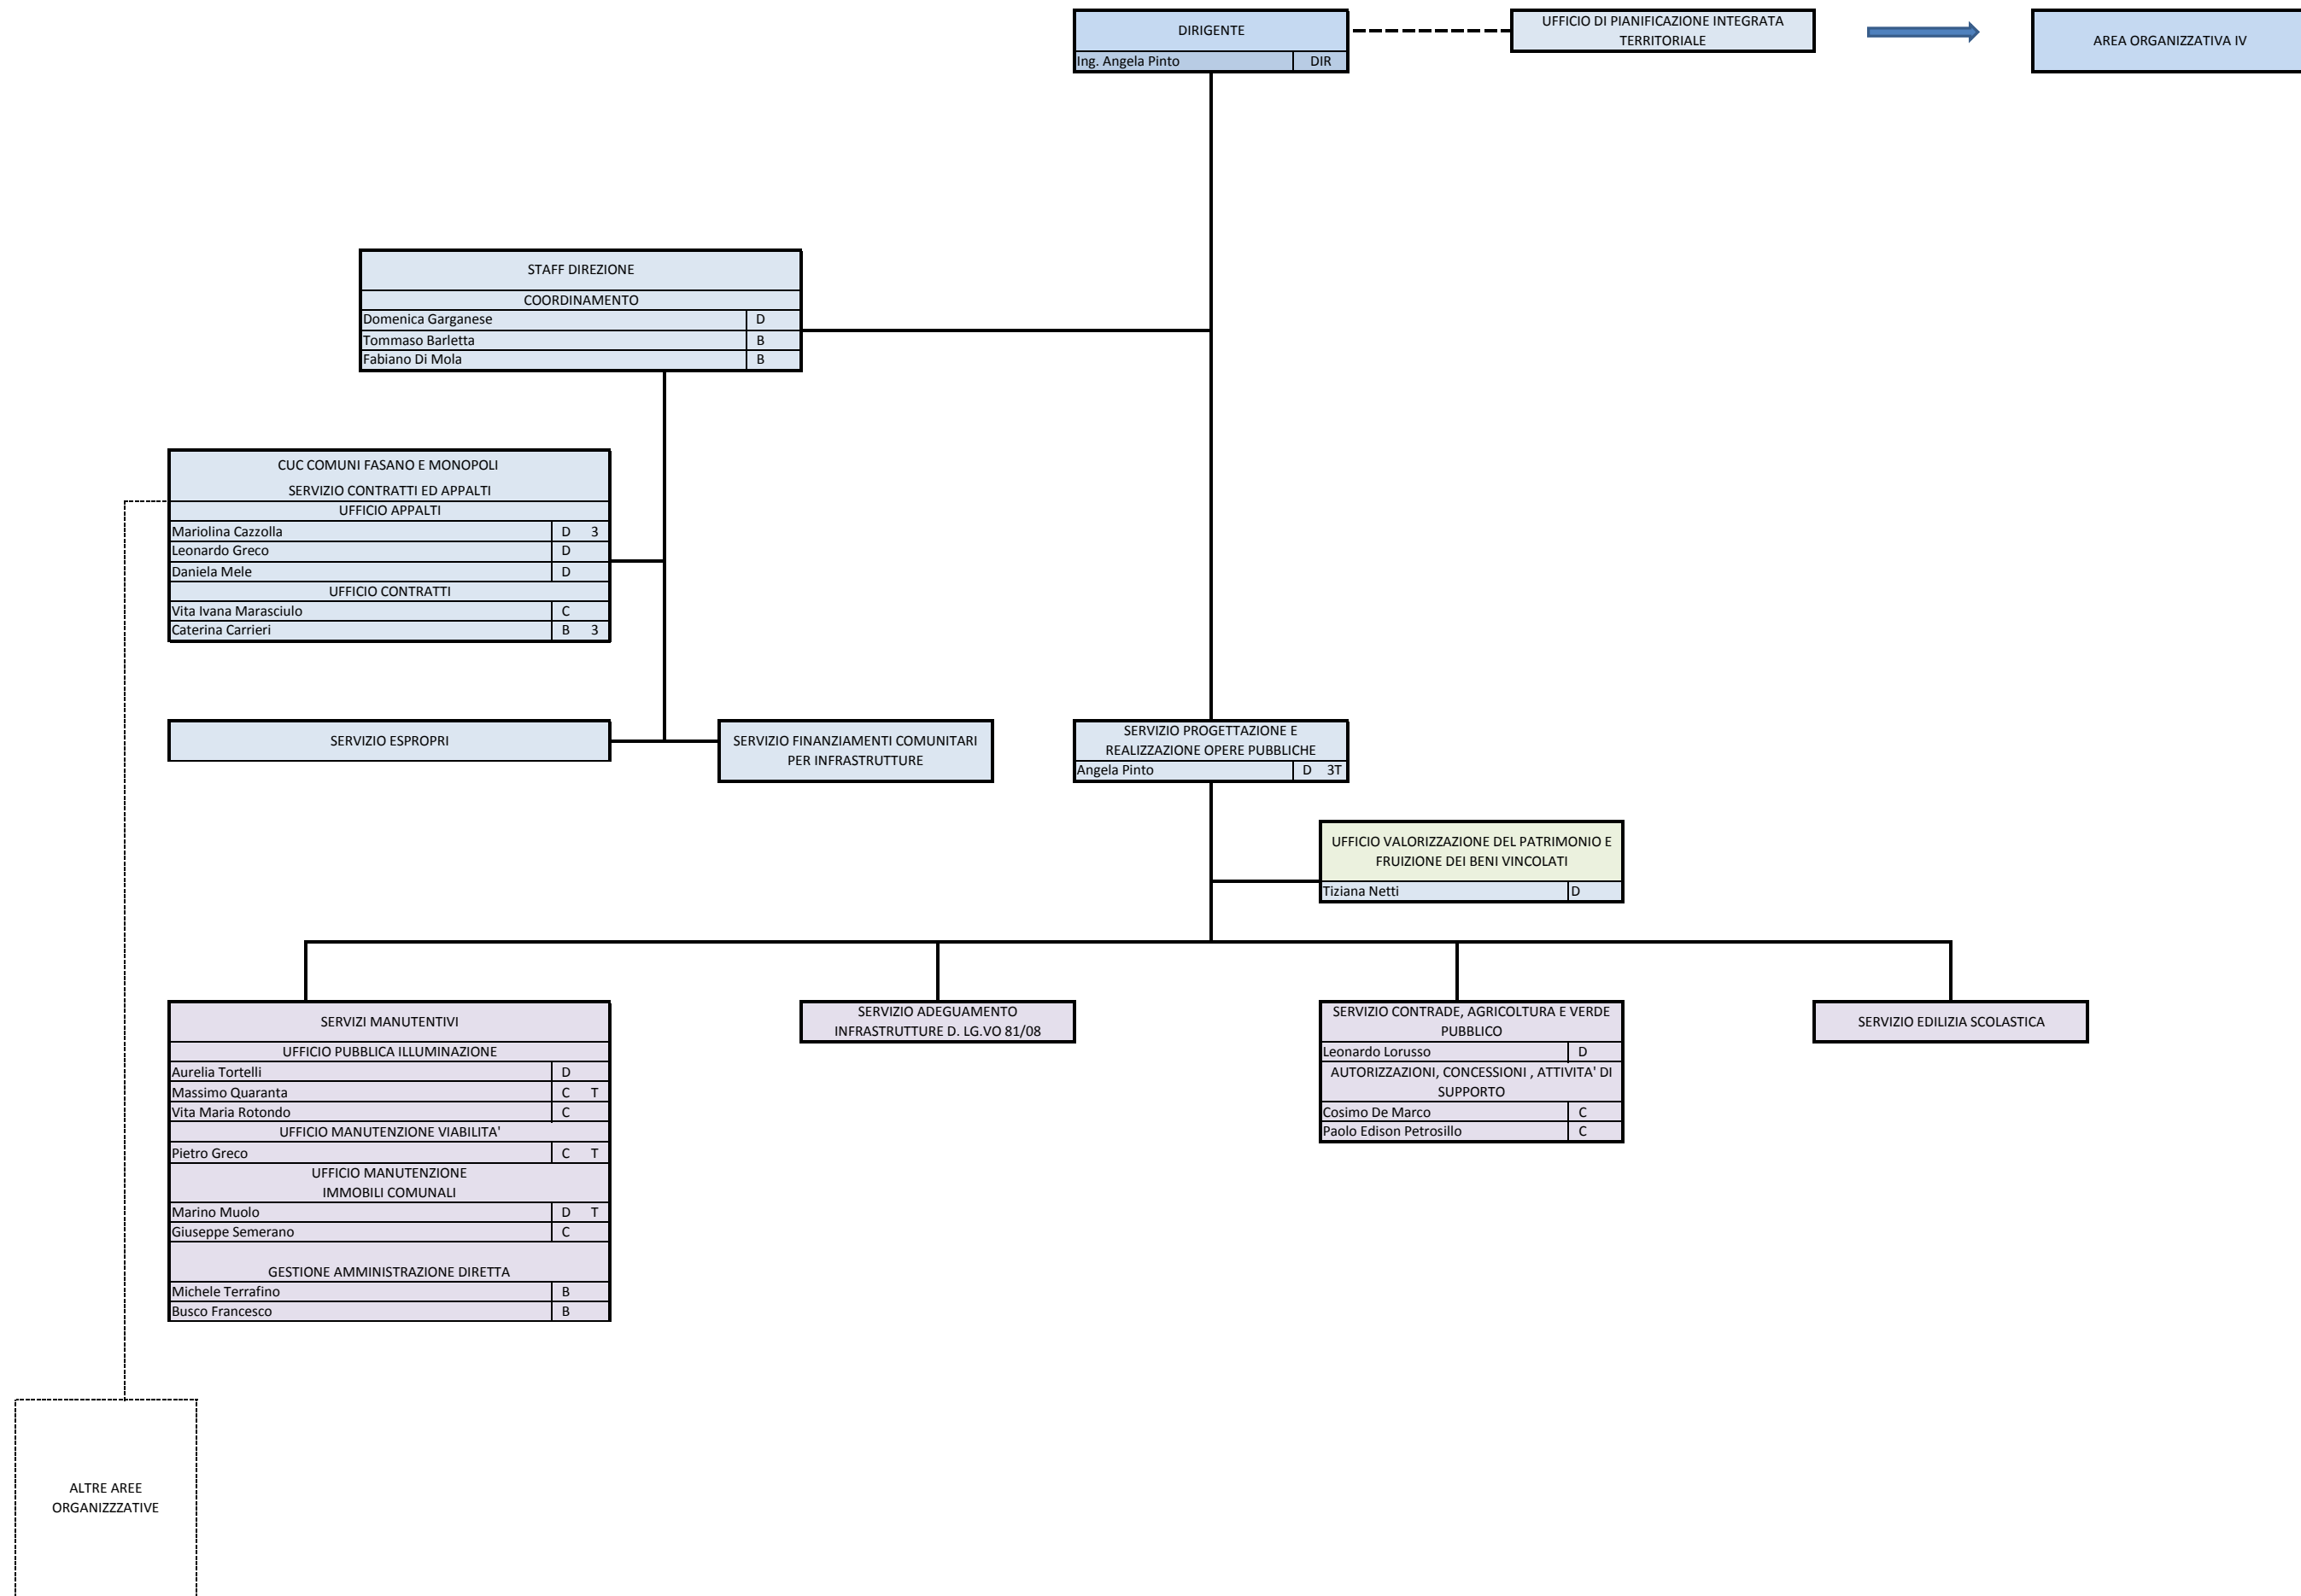 DIRIGENTE
Ing. Angela Pinto DIR
UFFICIO DI PIANIFICAZIONE INTEGRATA
TERRITORIALE
AREA ORGANIZZATIVA IV
STAFF DIREZIONE
COORDINAMENTO
Domenica Garganese D
Tommaso Barletta B
Fabiano Di Mola B
CUC COMUNI FASANO E MONOPOLI
SERVIZIO CONTRATTI ED APPALTI
UFFICIO APPALTI
Mariolina Cazzolla D 3
Leonardo Greco D
Daniela Mele D
UFFICIO CONTRATTI
Vita Ivana Marasciulo C
Caterina Carrieri B 3
SERVIZIO ESPROPRI
SERVIZIO FINANZIAMENTI COMUNITARI
PER INFRASTRUTTURE
SERVIZIO PROGETTAZIONE E
REALIZZAZIONE OPERE PUBBLICHE
Angela Pinto D 3T
UFFICIO VALORIZZAZIONE DEL PATRIMONIO E
FRUIZIONE DEI BENI VINCOLATI
Tiziana Netti D
SERVIZI MANUTENTIVI
UFFICIO PUBBLICA ILLUMINAZIONE
Aurelia Tortelli D
Massimo Quaranta C T
Vita Maria Rotondo C
UFFICIO MANUTENZIONE VIABILITA'
Pietro Greco C T
UFFICIO MANUTENZIONE
IMMOBILI COMUNALI
Marino Muolo D T
Giuseppe Semerano C
GESTIONE AMMINISTRAZIONE DIRETTA
Michele Terrafino B
Busco Francesco B
SERVIZIO ADEGUAMENTO
INFRASTRUTTURE D. LG.VO 81/08
SERVIZIO CONTRADE, AGRICOLTURA E VERDE
PUBBLICO
Leonardo Lorusso D
AUTORIZZAZIONI, CONCESSIONI , ATTIVITA' DI
SUPPORTO
Cosimo De Marco C
Paolo Edison Petrosillo C
SERVIZIO EDILIZIA SCOLASTICA
ALTRE AREE
ORGANIZZZATIVE